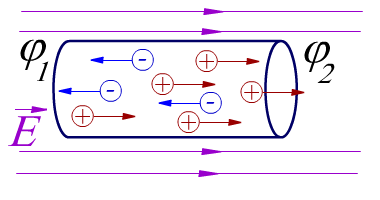 φ1 φ2
- + + - + - + + +
E